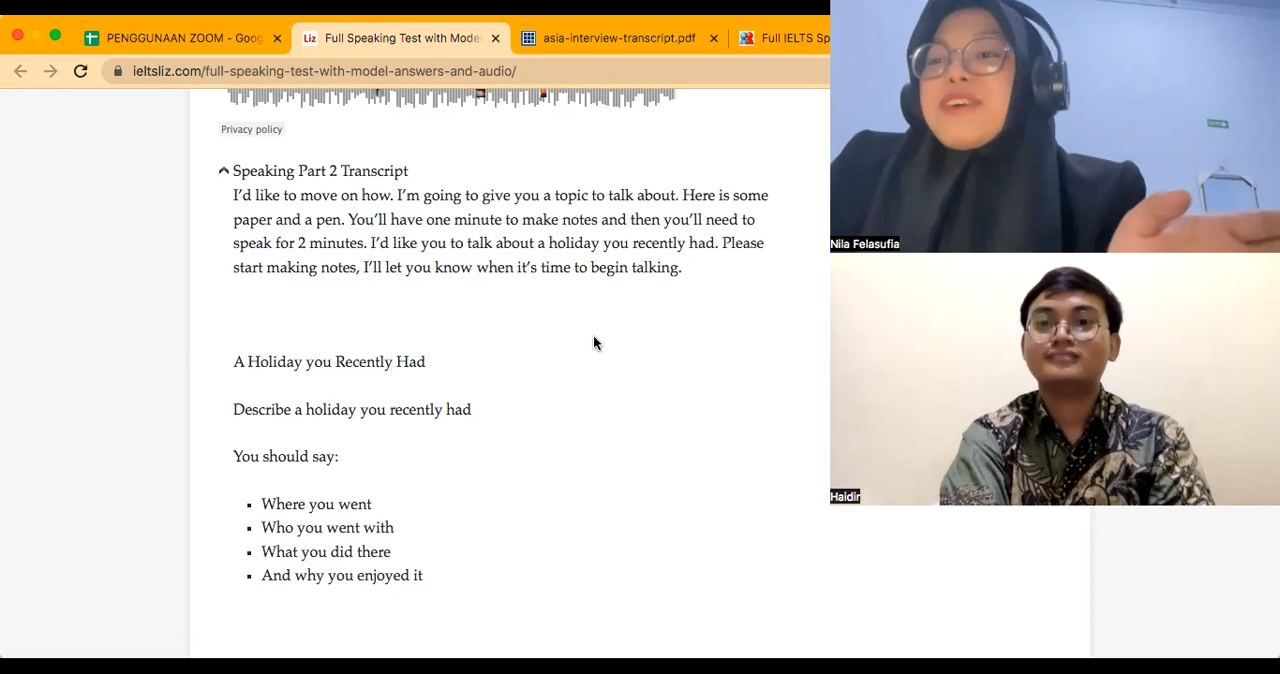 PENGGUNAAN ZOOM - Goog
Liz Full Speaking Test with Model
asia-interview-transcript.pdf
Full IELTS Sp
ieltsliz.com/full-speaking-test-with-model-answers-and-audio/
Privacy policy
Speaking Part 2 Transcript
I'd like to move on how. I'm going to give you a topic to talk about. Here is some
paper and a pen. You'll have one minute to make notes and then you'll need to
speak for 2 minutes. I'd like you to talk about a holiday you recently had. Please
start making notes, I'll let you know when it's time to begin talking.
A Holiday you Recently Had
Describe a holiday you recently had
You should say:
Where you went
Who you went with
What you did there
And why you enjoyed it
Nila Felasufia
Haidir